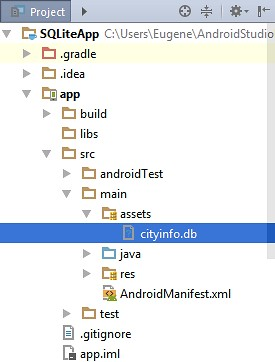 Project
SQLiteApp C:\Users\Eugene\AndroidStudio
.gradle
.idea
app
build
libs
src
androidTest
main
assets
cityinfo.db
java
res
AndroidManifest.xml
test
.gitignore
app.iml